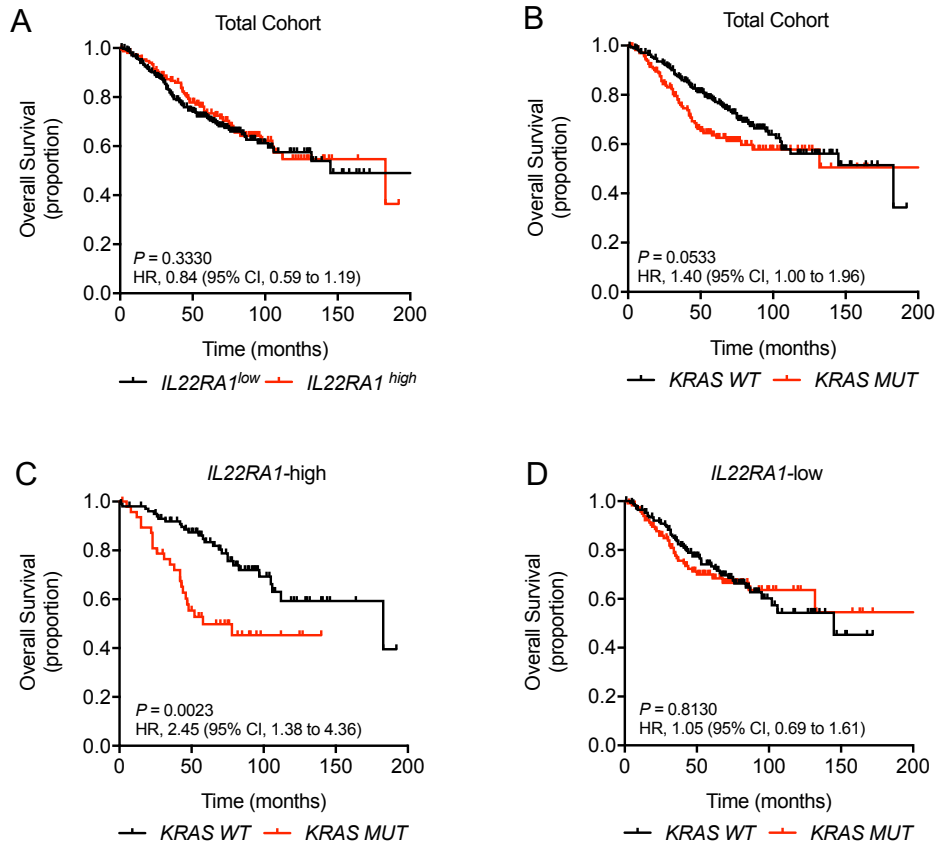 A
Total Cohort
Overall Survival
(proportion)
1.0
0.8
0.6
0.4
0.2
0.0
P = 0.3330
HR, 0.84 (95% CI, 0.59 to 1.19)
0 50 100 150 200
Time (months)
IL22RA1low IL22RA1 high
B
Total Cohort
Overall Survival
(proportion)
1.0
0.8
0.6
0.4
0.2
0.0
P = 0.0533
HR, 1.40 (95% CI, 1.00 to 1.96)
0 50 100 150 200
Time (months)
KRAS WT KRAS MUT
C
IL22RA1-high
Overall Survival
(proportion)
1.0
0.8
0.6
0.4
0.2
0.0
P = 0.0023
HR, 2.45 (95% CI, 1.38 to 4.36)
0 50 100 150 200
Time (months)
KRAS WT KRAS MUT
D
IL22RA1-low
Overall Survival
(proportion)
1.0
0.8
0.6
0.4
0.2
0.0
P = 0.8130
HR, 1.05 (95% CI, 0.69 to 1.61)
0 50 100 150 200
Time (months)
KRAS WT KRAS MUT